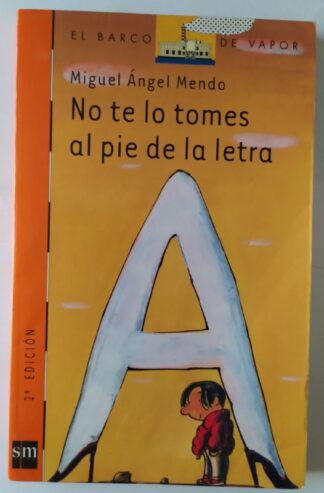 EL BARCO DE VAPOR
Miguel Ángel Mendo
No te lo tomes
al pie de la letra
A
2ª EDICIÓN
sm